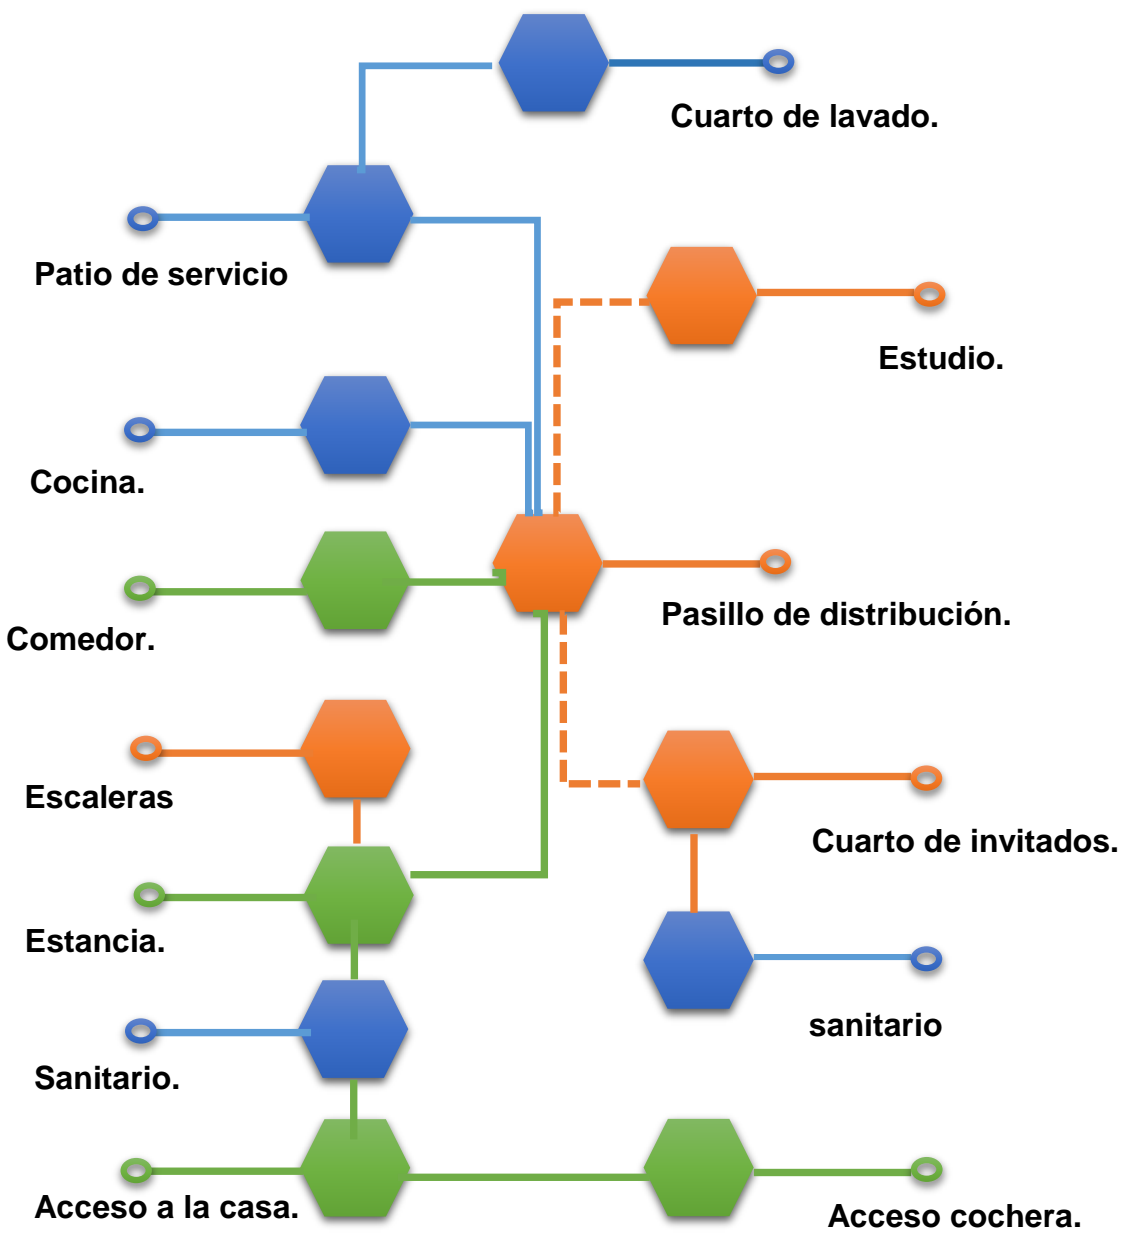 Cuarto de lavado.
Patio de servicio
Estudio.
Cocina.
Pasillo de distribución.
Comedor.
Escaleras
Cuarto de invitados.
Estancia.
sanitario
Sanitario.
Acceso a la casa.
Acceso cochera.